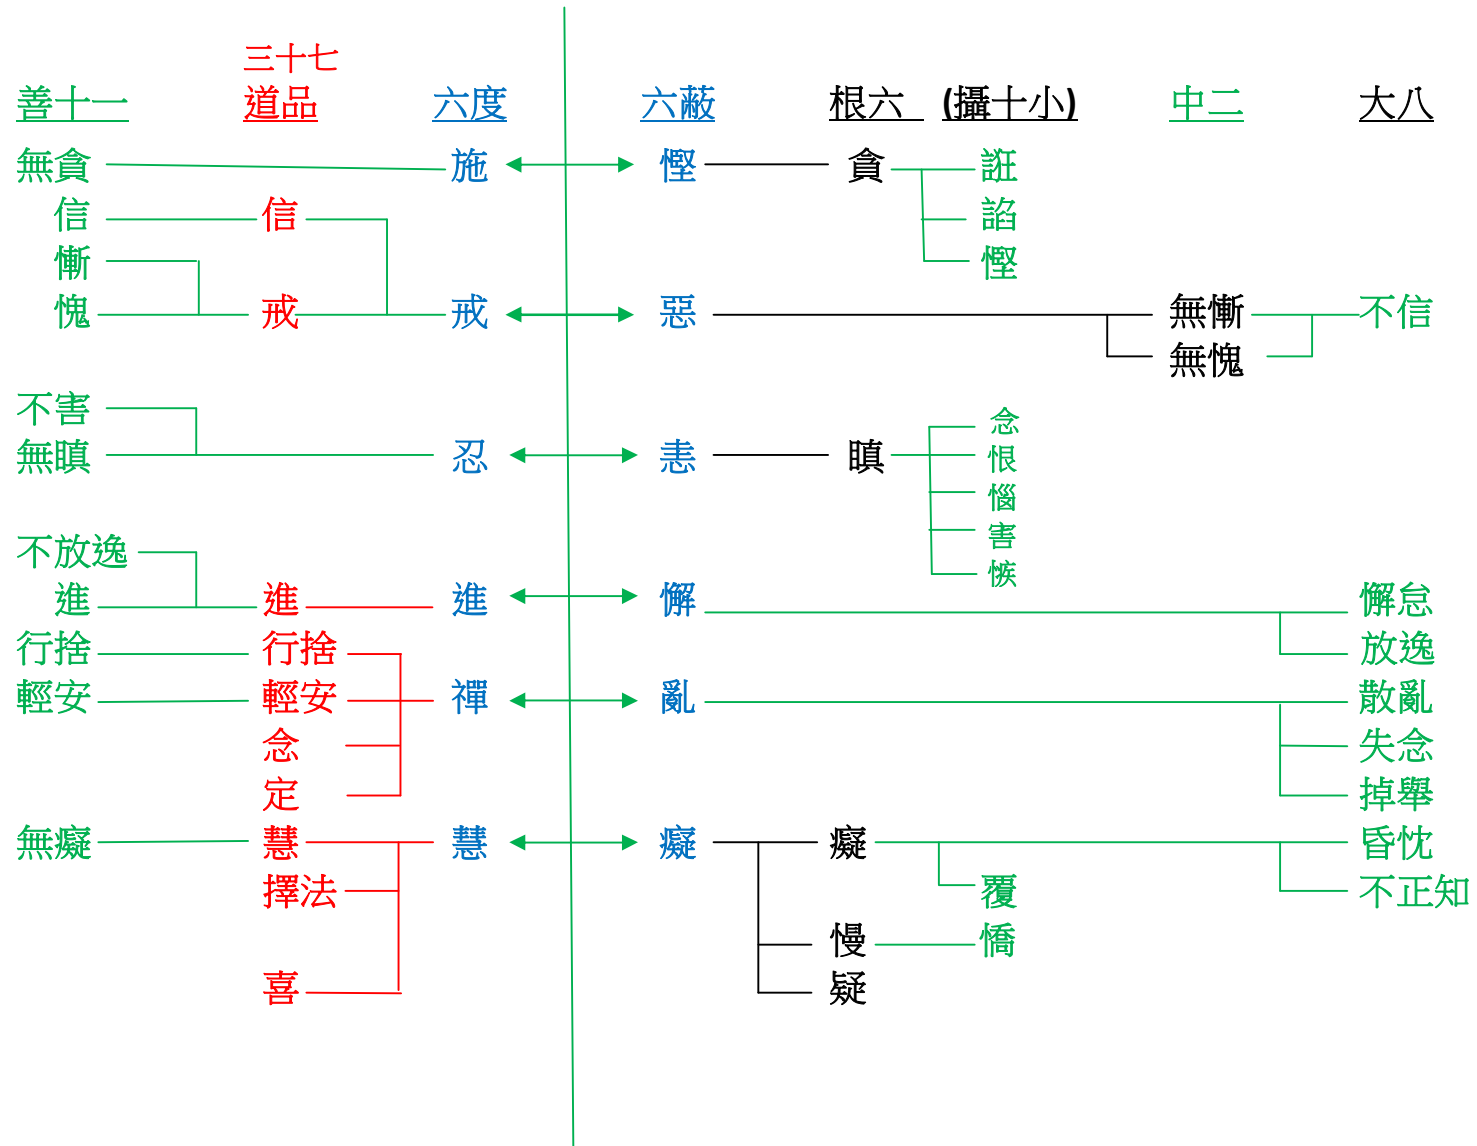 三十七
善十一 道品 六度 六蔽 根六 (攝十小) 中二 大八
無貪 施 慳 貪 誑
信 信 諂
慚 慳
愧 戒 戒 惡 無慚 不信
無愧
不害 忿
無瞋 忍 恚 瞋 恨
惱
害
不放逸 嫉
進 進 進 懈 懈怠
行捨 行捨 放逸
輕安 輕安 禪 亂 散亂
念 失念
定 掉舉
無癡 慧 慧 癡 癡 昏忱
擇法 覆 不正知
慢 憍
喜 疑